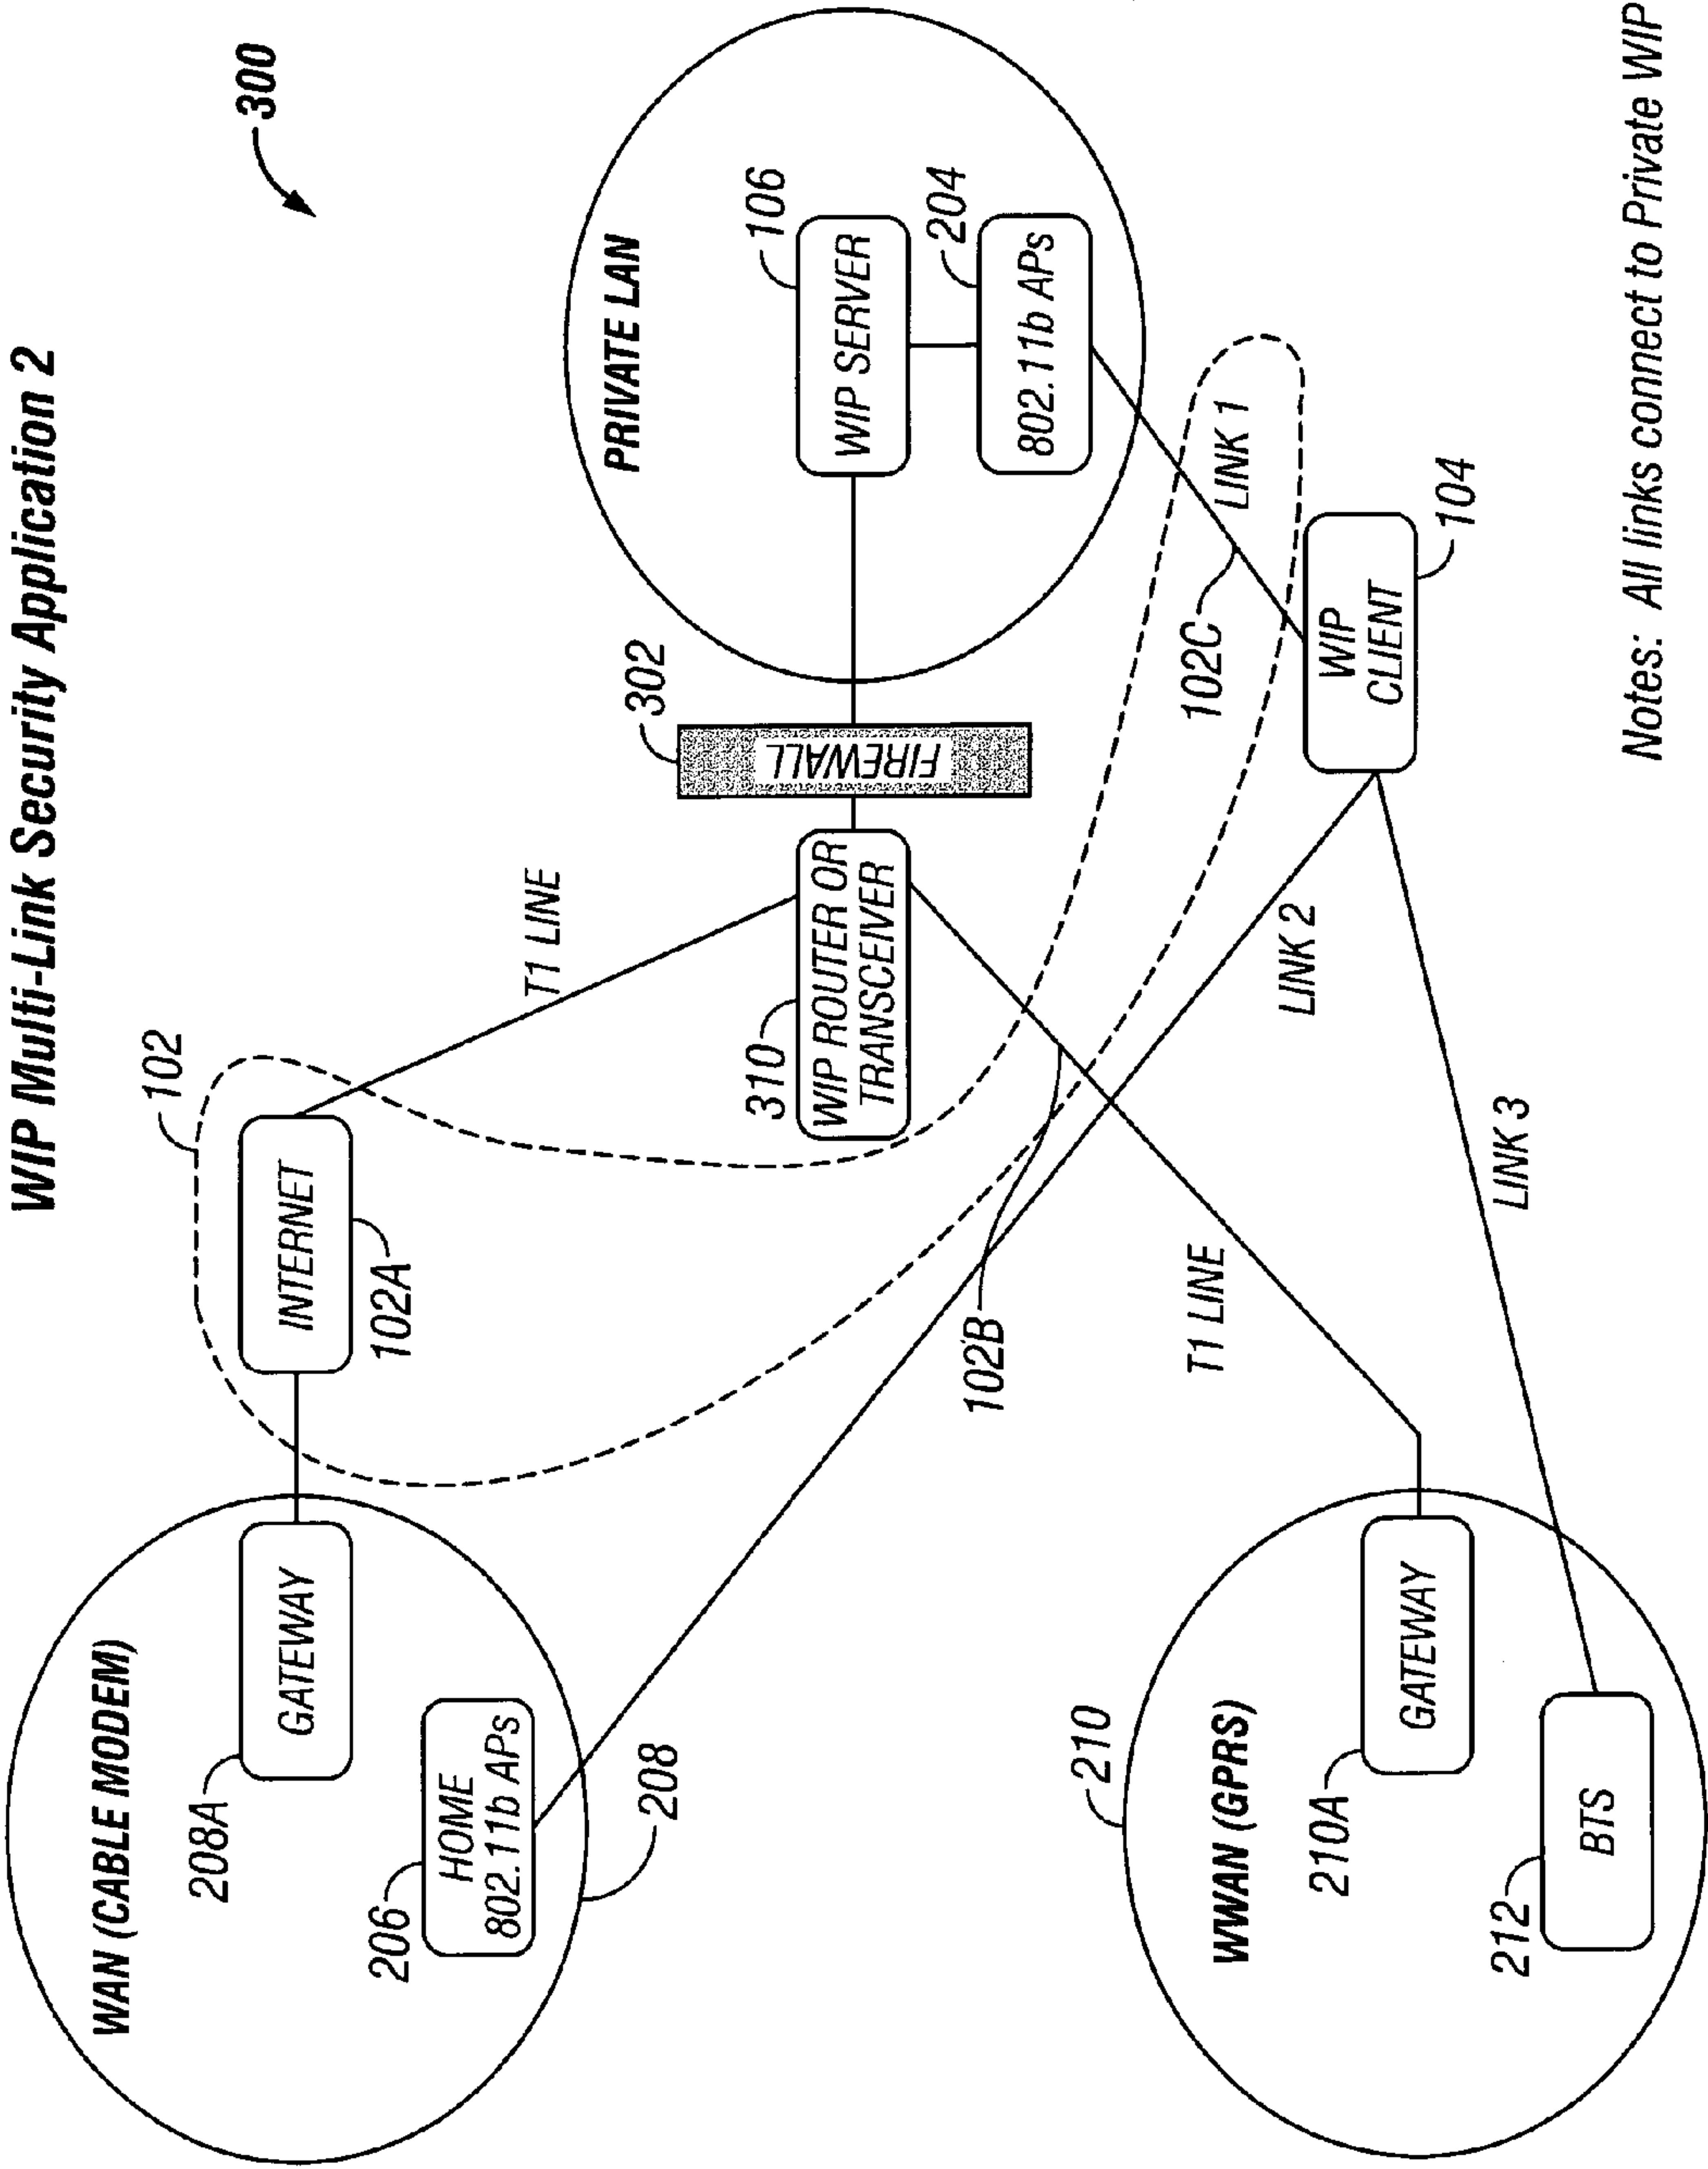 WIP Multi-Link Security Application 2
300
WAN (CABLE MODEM)
208A
GATEWAY
206
HOME
802.11b APs
208
102
INTERNET
102A
T1 LINE
310
WIP ROUTER OR
TRANSCEIVER
302
FIREWALL
PRIVATE LAN
106
WIP SERVER
204
802.11b APs
LINK 1
102C
WIP
CLIENT
104
LINK 2
102B
T1 LINE
LINK 3
210
WWAN (GPRS)
210A
GATEWAY
212
BTS
Notes: All links connect to Private WIP